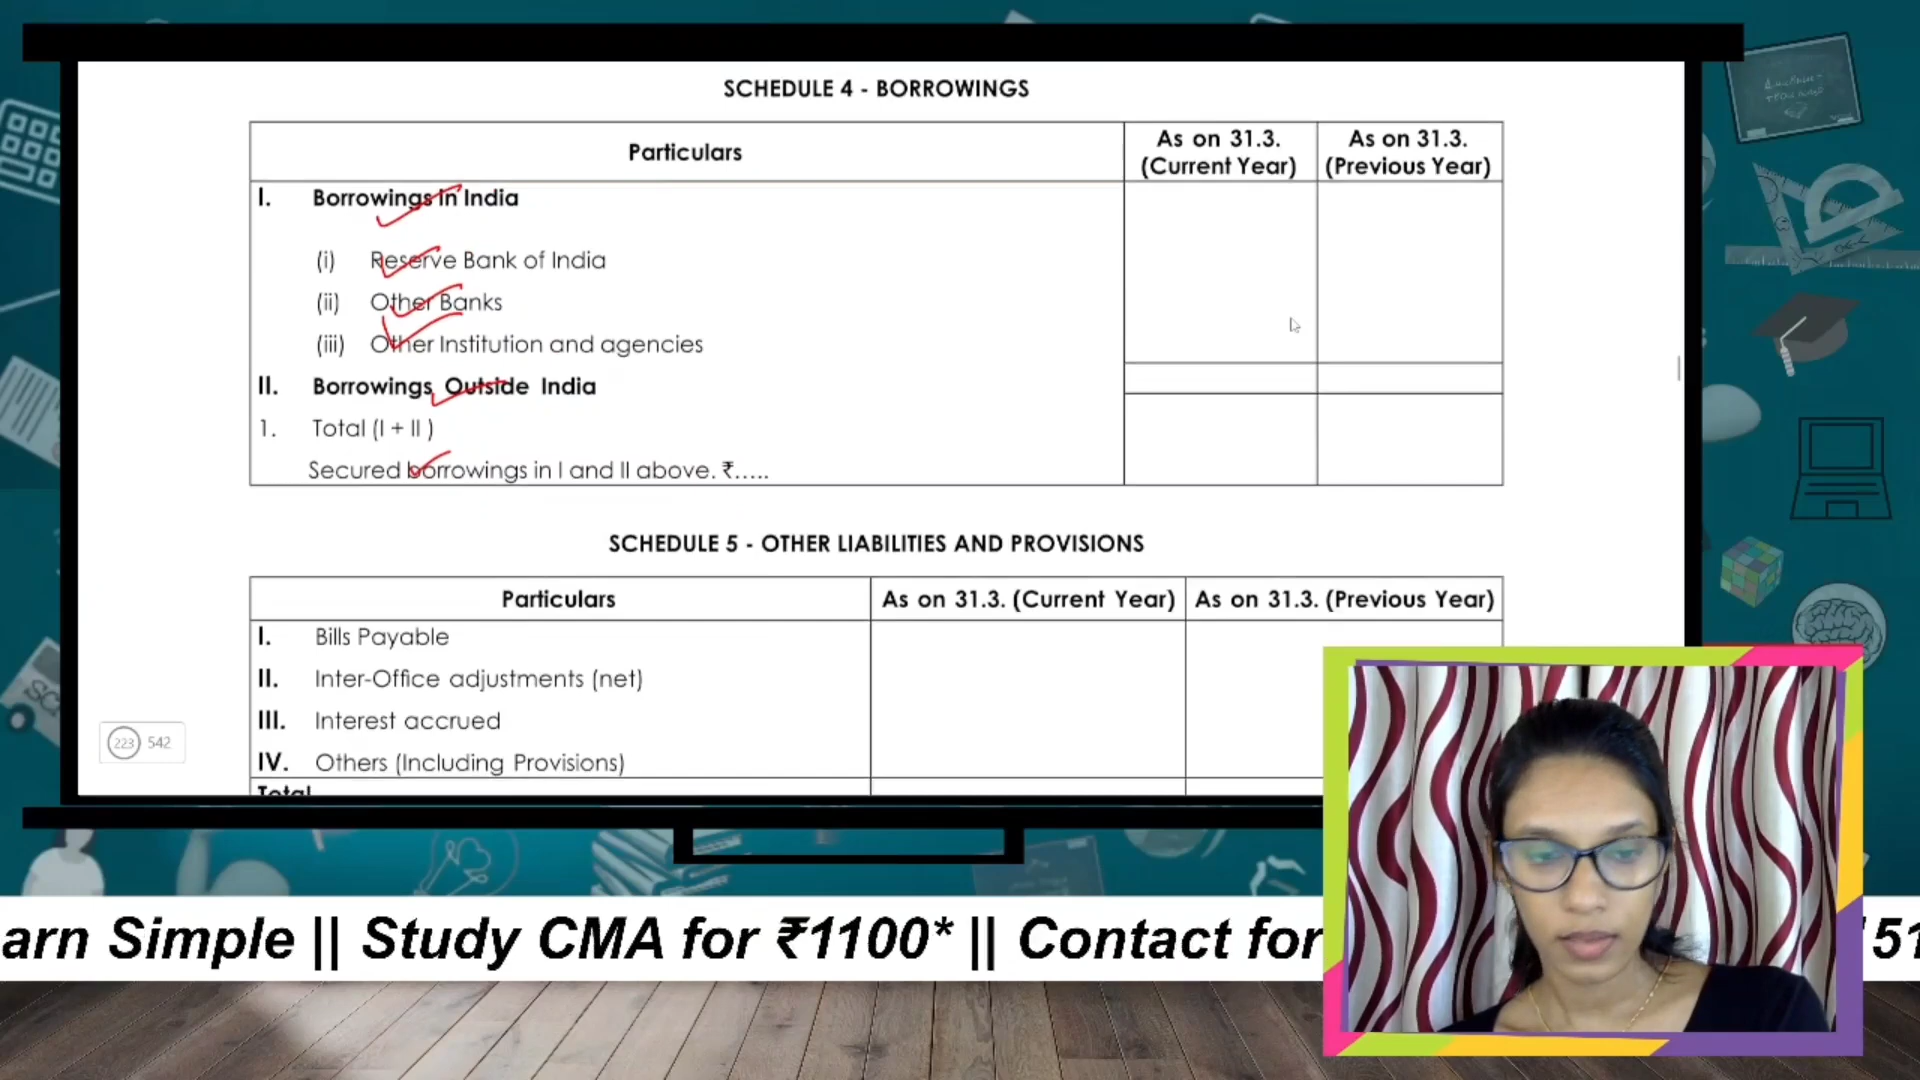 SCHEDULE 4 - BORROWINGS
Particulars
As on 31.3.
(Current Year)
As on 31.3.
(Previous Year)
I. Borrowings in India
(i) Reserve Bank of India
(ii) Other Banks
(iii) Other Institution and agencies
II. Borrowings Outside India
1. Total (I + II )
Secured borrowings in I and II above. ₹.....
SCHEDULE 5 - OTHER LIABILITIES AND PROVISIONS
Particulars
As on 31.3. (Current Year)
As on 31.3. (Previous Year)
I. Bills Payable
II. Inter-Office adjustments (net)
III. Interest accrued
IV. Others (Including Provisions)
Total
223 542
arn Simple || Study CMA for ₹1100* || Contact for
51